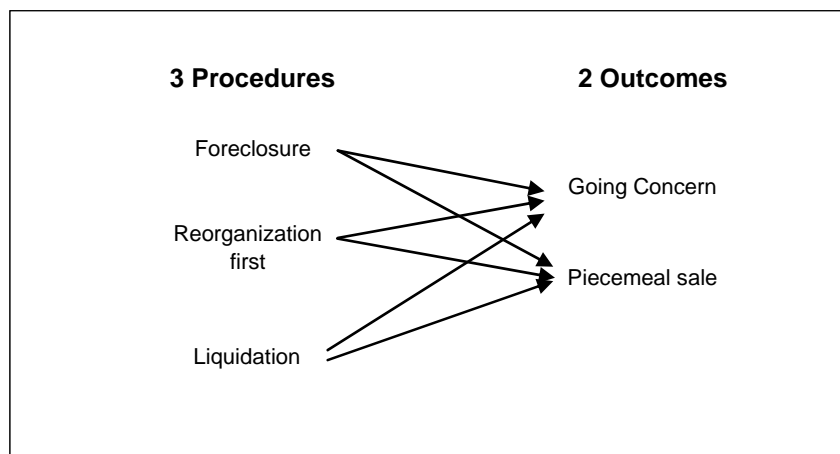 3 Procedures
2 Outcomes
Foreclosure
Going Concern
Reorganization
first
Piecemeal sale
Liquidation